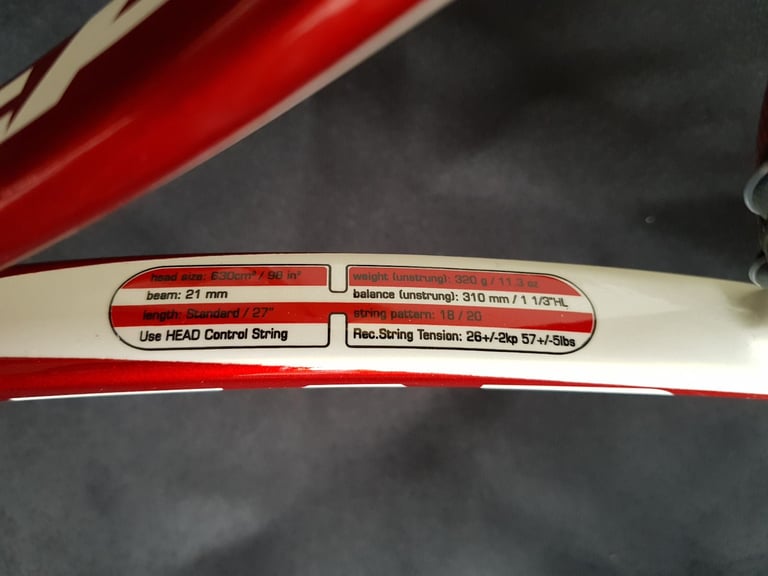 head size: 630cm² / 98 in²
beam: 21 mm
length: Standard / 27"
Use HEAD Control String
weight (unstrung): 320 g / 11.3 oz
balance (unstrung): 310 mm / 1 1/3"HL
string pattern: 18 / 20
Rec.String Tension: 26+/-2kp 57+/-5lbs